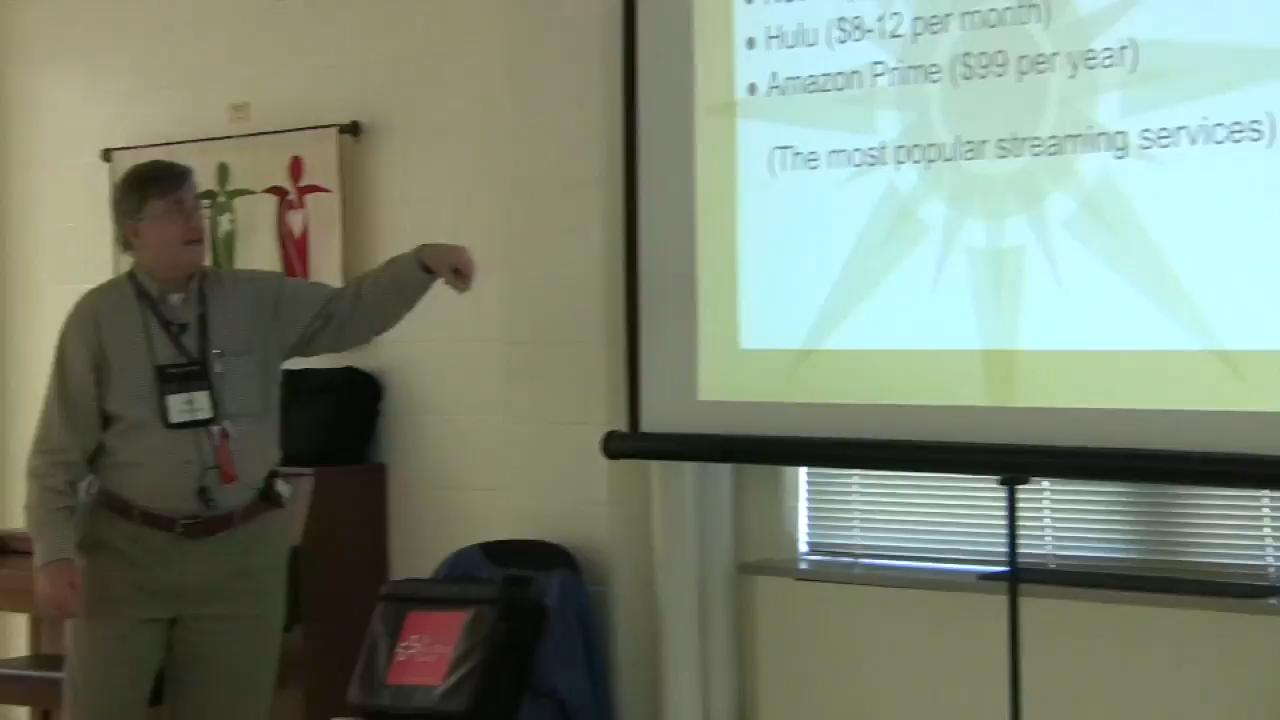 • Hulu ($8-12 per month)
• Amazon Prime ($99 per year)
(The most popular streaming services)